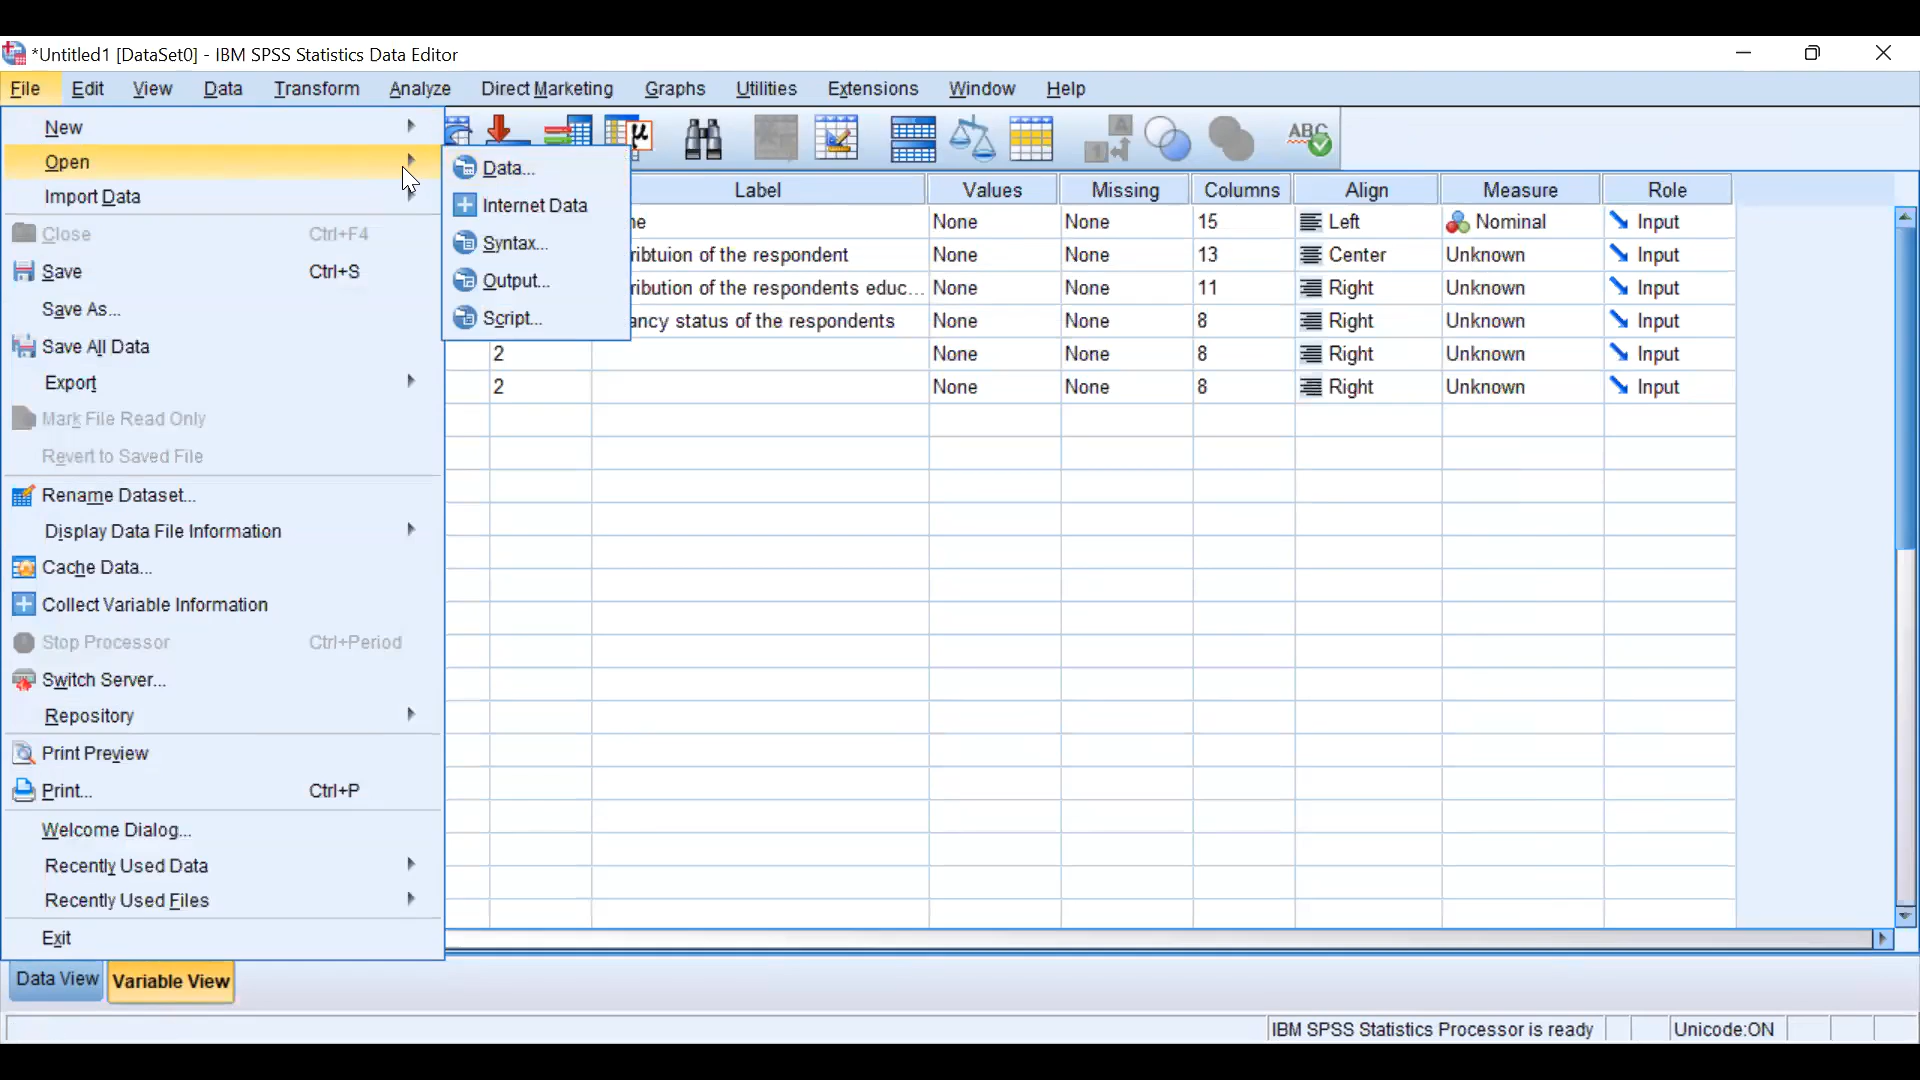 *Untitled1 [DataSet0] - IBM SPSS Statistics Data Editor
File Edit View Data Transform Analyze Direct Marketing Graphs Utilities Extensions Window Help
New
Open
Import Data
Close Ctrl+F4
Save Ctrl+S
Save As...
Save All Data
Export
Mark File Read Only
Revert to Saved File
Rename Dataset...
Display Data File Information
Cache Data...
Collect Variable Information
Stop Processor Ctrl+Period
Switch Server...
Repository
Print Preview
Print... Ctrl+P
Welcome Dialog...
Recently Used Data
Recently Used Files
Exit
Data...
Internet Data
Syntax...
Output...
Script...
μ
A
1
ABC
Label Values Missing Columns Align Measure Role
ne None None 15 Left Nominal Input
ribtuion of the respondent None None 13 Center Unknown Input
ribution of the respondents educ... None None 11 Right Unknown Input
ancy status of the respondents None None 8 Right Unknown Input
2 None None 8 Right Unknown Input
2 None None 8 Right Unknown Input
Data View Variable View
IBM SPSS Statistics Processor is ready Unicode:ON